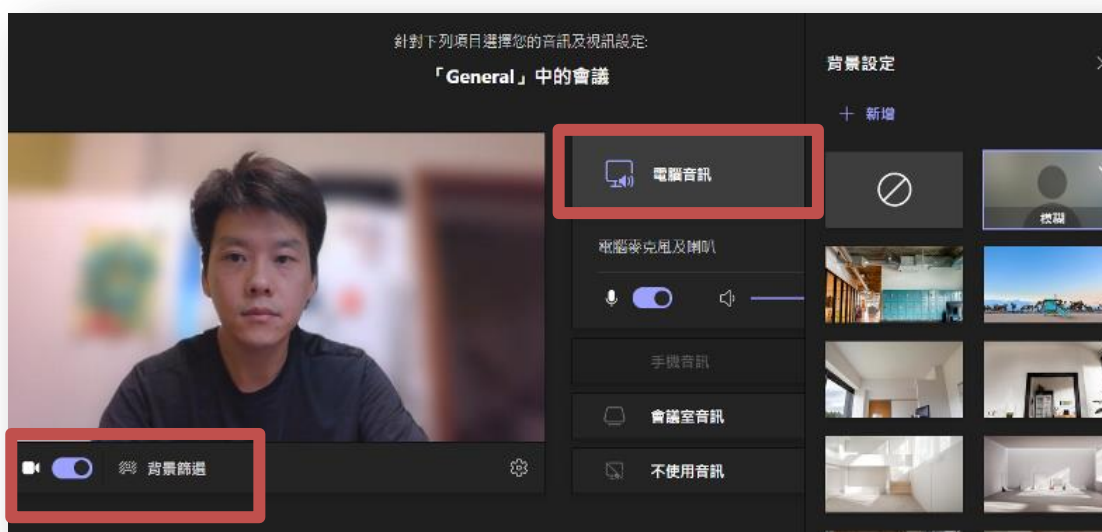 針對下列項目選擇您的音訊及視訊設定:
「General」中的會議
背景篩選
電腦音訊
電腦麥克風及喇叭
手機音訊
會議室音訊
不使用音訊
背景設定
新增
模糊